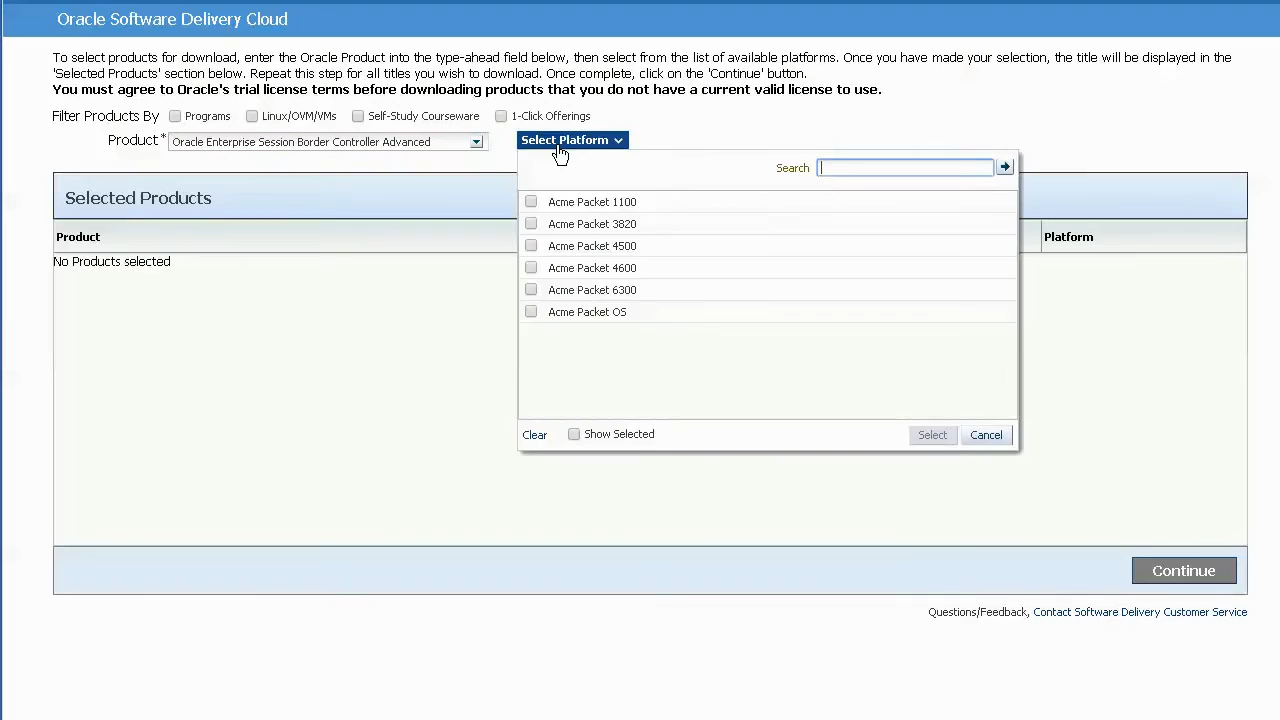 Oracle Software Delivery Cloud
To select products for download, enter the Oracle Product into the type-ahead field below, then select from the list of available platforms. Once you have made your selection, the title will be displayed in the
'Selected Products' section below. Repeat this step for all titles you wish to download. Once complete, click on the 'Continue' button.
You must agree to Oracle's trial license terms before downloading products that you do not have a current valid license to use.
Filter Products By Programs Linux/OVM/VMs Self-Study Courseware 1-Click Offerings
Product * Oracle Enterprise Session Border Controller Advanced Select Platform
Search
Selected Products
Product Platform
No Products selected
Acme Packet 1100
Acme Packet 3820
Acme Packet 4500
Acme Packet 4600
Acme Packet 6300
Acme Packet OS
Clear Show Selected Select Cancel
Continue
Questions/Feedback, Contact Software Delivery Customer Service